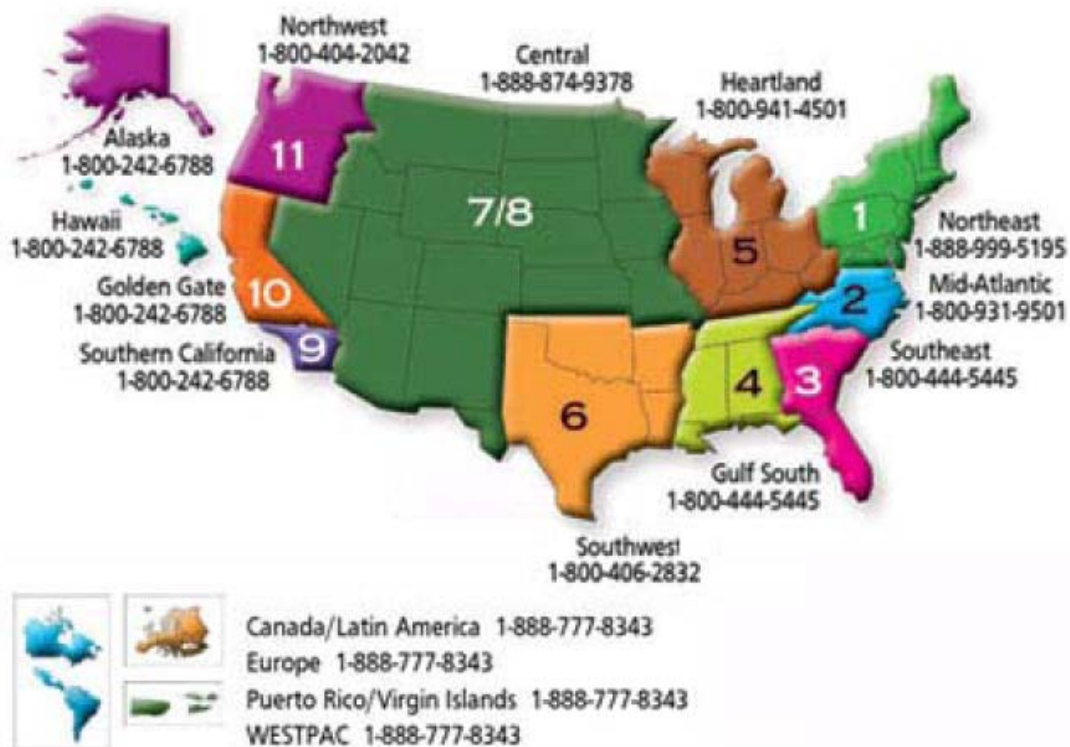 Northwest
1-800-404-2042
Central
1-888-874-9378
Heartland
1-800-941-4501
Alaska
1-800-242-6788
11
7/8
1
Hawaii
1-800-242-6788
Northeast
1-888-999-5195
5
Golden Gate
1-800-242-6788
10
2
Mid-Atlantic
1-800-931-9501
Southern California
1-800-242-6788
9
Southeast
1-800-444-5445
4
3
6
Gulf South
1-800-444-5445
Southwest
1-800-406-2832
Canada/Latin America 1-888-777-8343
Europe 1-888-777-8343
Puerto Rico/Virgin Islands 1-888-777-8343
WESTPAC 1-888-777-8343